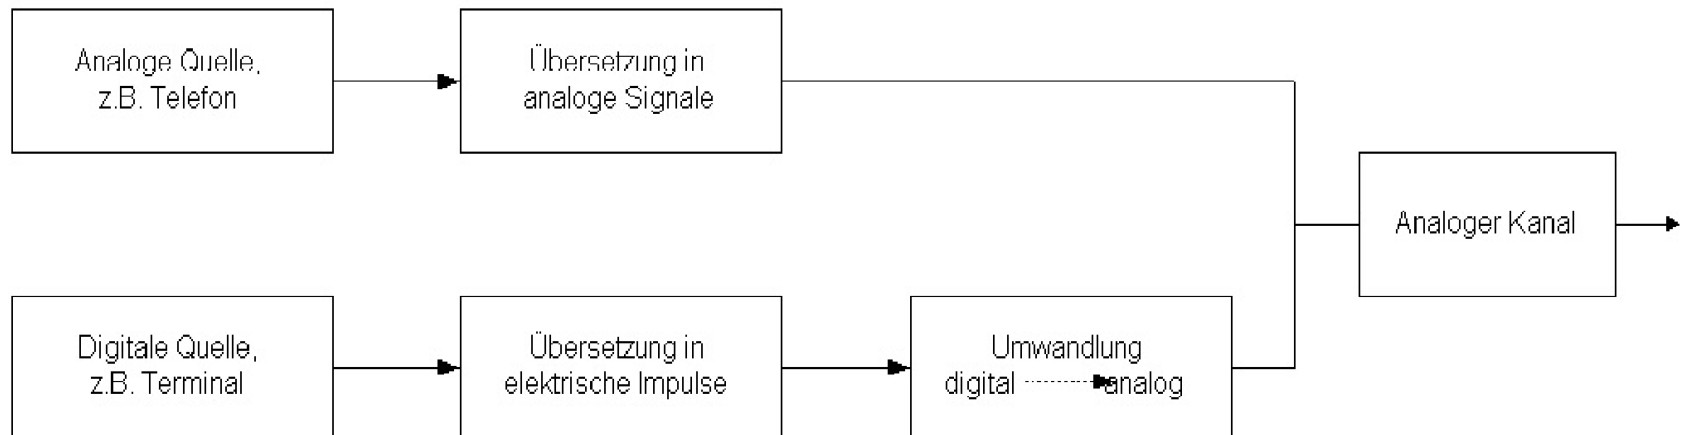 Analoge Quelle,
z.B. Telefon
Übersetzung in
analoge Signale
Analoger Kanal
Digitale Quelle,
z.B. Terminal
Übersetzung in
elektrische Impulse
Umwandlung
digital analog